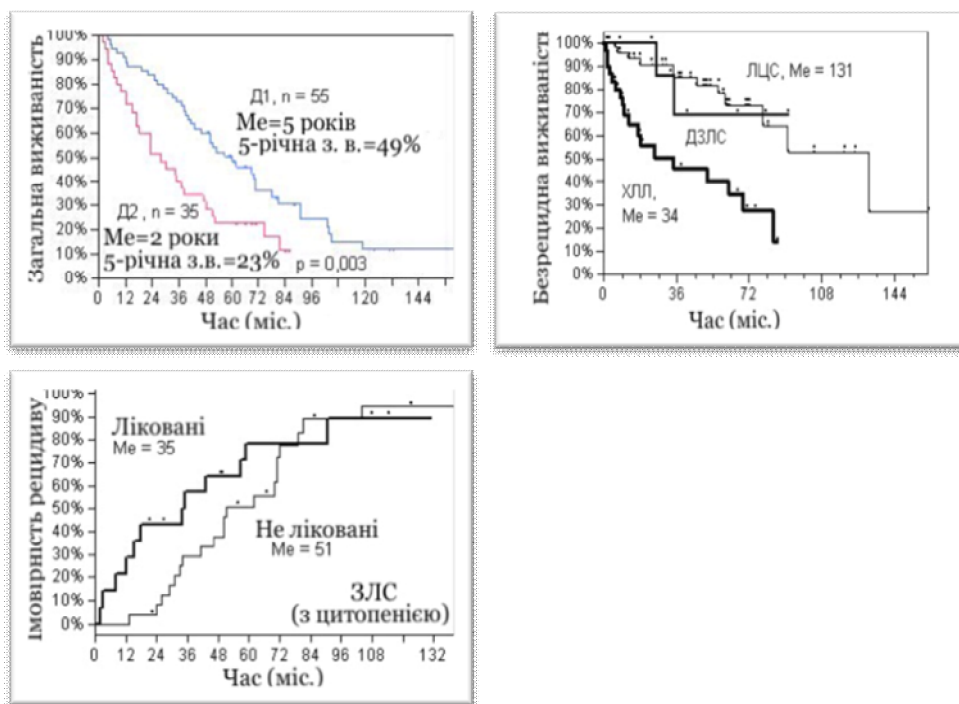 Загальна виживаність
100%
90%
80%
70%
60%
50%
40%
30%
20%
10%
0%
Д1, n = 55
Ме=5 років
5-річна з. в.=49%
Д2, n = 35
Ме=2 роки
5-річна з.в.=23%
p = 0,003
0 12 24 36 48 60 72 84 96 120 144
Час (міс.)
Безрецидна виживаність
100%
90%
80%
70%
60%
50%
40%
30%
20%
10%
0%
ЛЦС, Me = 131
ДЗЛС
ХЛЛ,
Me = 34
0 36 72 108 144
Час (міс.)
Імовірність рецидиву
100%
90%
80%
70%
60%
50%
40%
30%
20%
10%
0%
Ліковані
Me = 35
Не ліковані
Me = 51
ЗЛС
(з цитопенією)
0 12 24 36 48 60 72 84 96 108 132
Час (міс.)